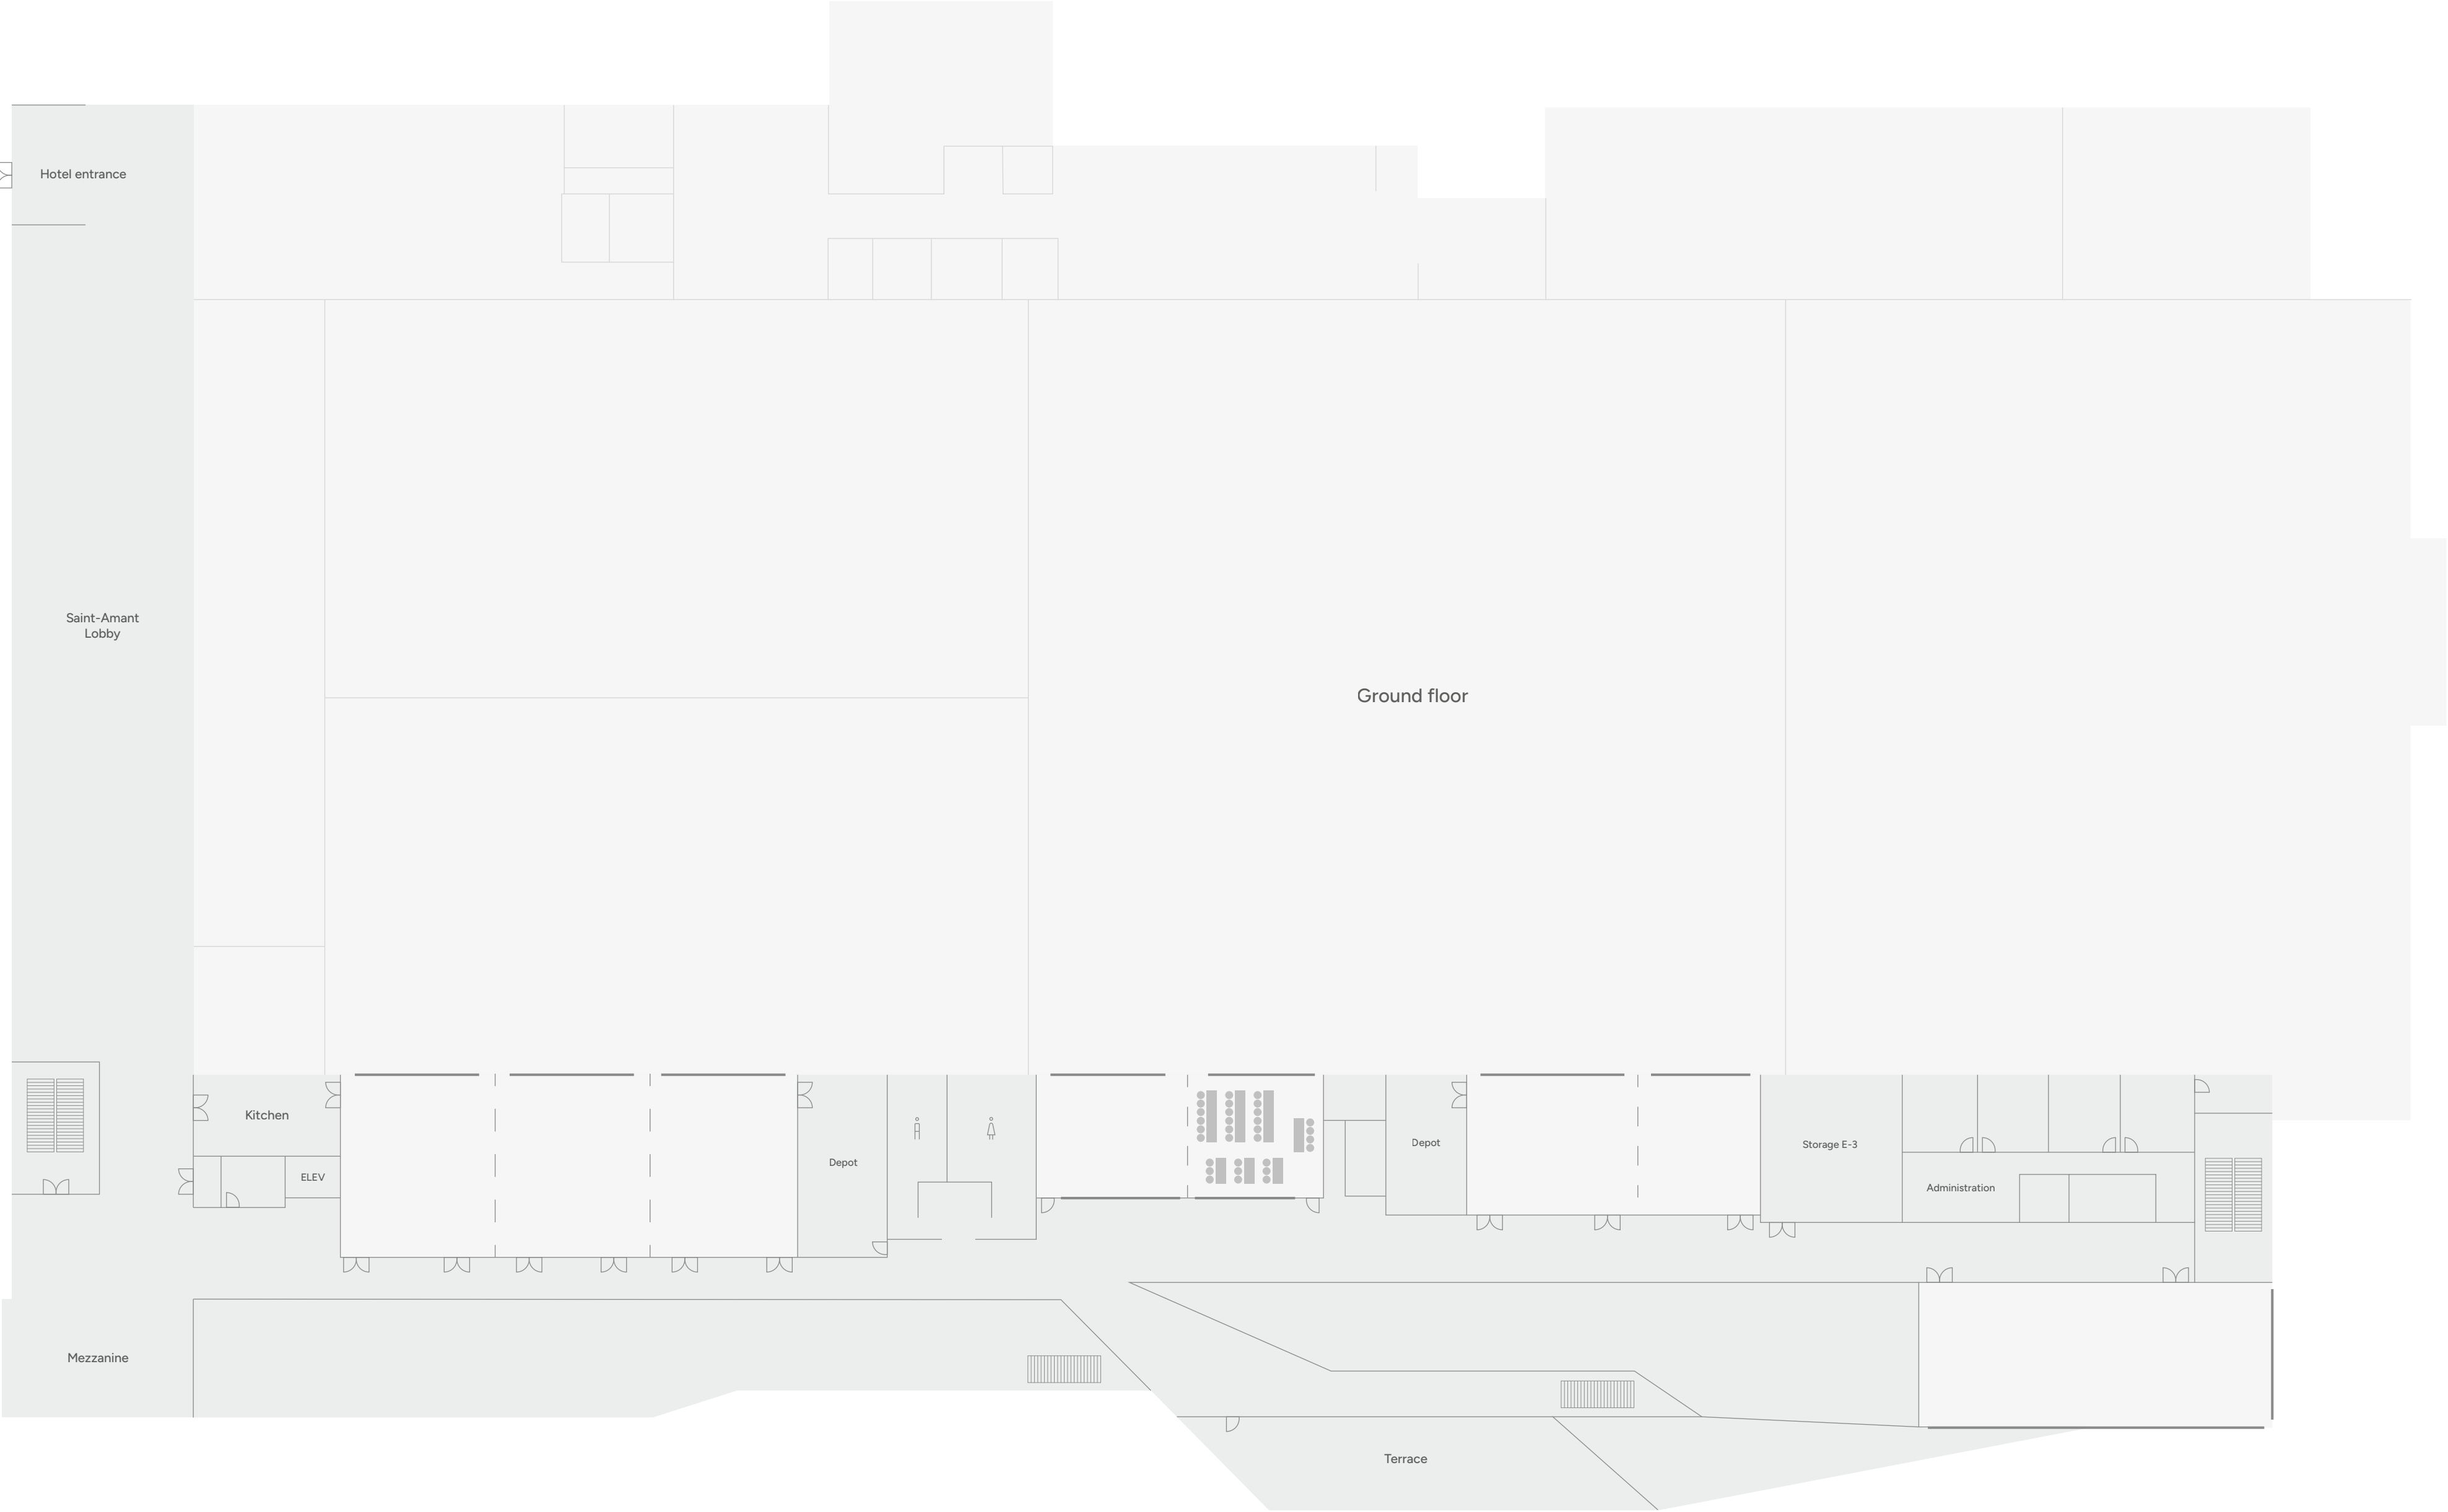 Hotel entrance
Saint-Amant
Lobby
Ground floor
Kitchen
ELEV
Depot
Depot
Storage E-3
Administration
Mezzanine
Terrace